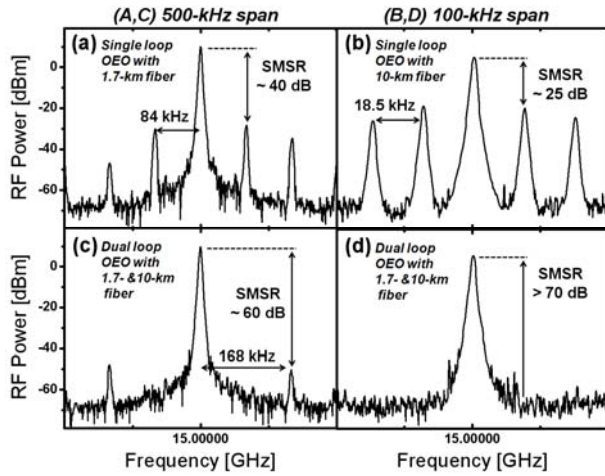 (A,C) 500-kHz span
(B,D) 100-kHz span
(a)
Single loop
OEO with
1.7-km fiber
SMSR
~ 40 dB
84 kHz
(b)
Single loop
OEO with
10-km fiber
SMSR
~ 25 dB
18.5 kHz
RF Power [dBm]
0
-20
-40
-60
(c)
Dual loop
OEO with
1.7- &10-km
fiber
SMSR
~ 60 dB
168 kHz
(d)
Dual loop
OEO with
1.7- &10-km
fiber
SMSR
> 70 dB
RF Power [dBm]
0
-20
-40
-60
15.00000
15.00000
Frequency [GHz]
Frequency [GHz]